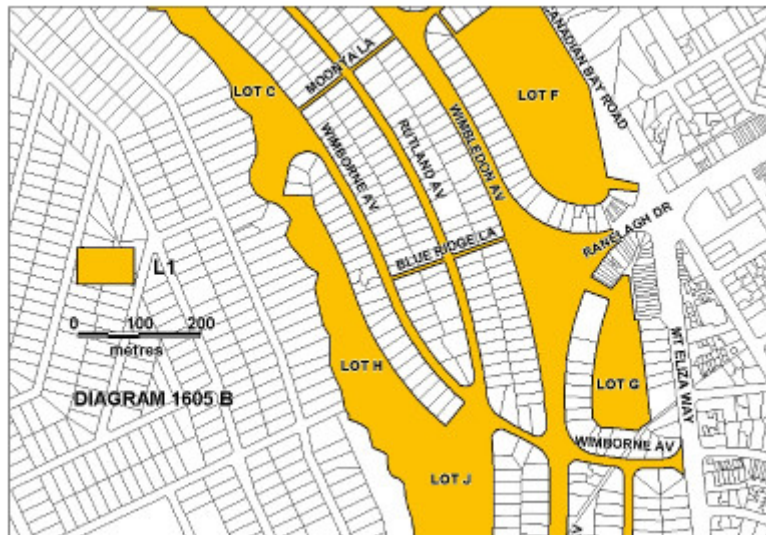 CANADIAN BAY ROAD
MOONTA LA
LOT C
LOT F
WIMBORNE AV
RUTLAND AV
WIMBLEDON AV
RANELAGH DR
BLUE RIDGE LA
L1
0 100 200
métres
MT ELIZA WAY
LOT H
LOT G
DIAGRAM 1605 B
WIMBORNE AV
LOT J